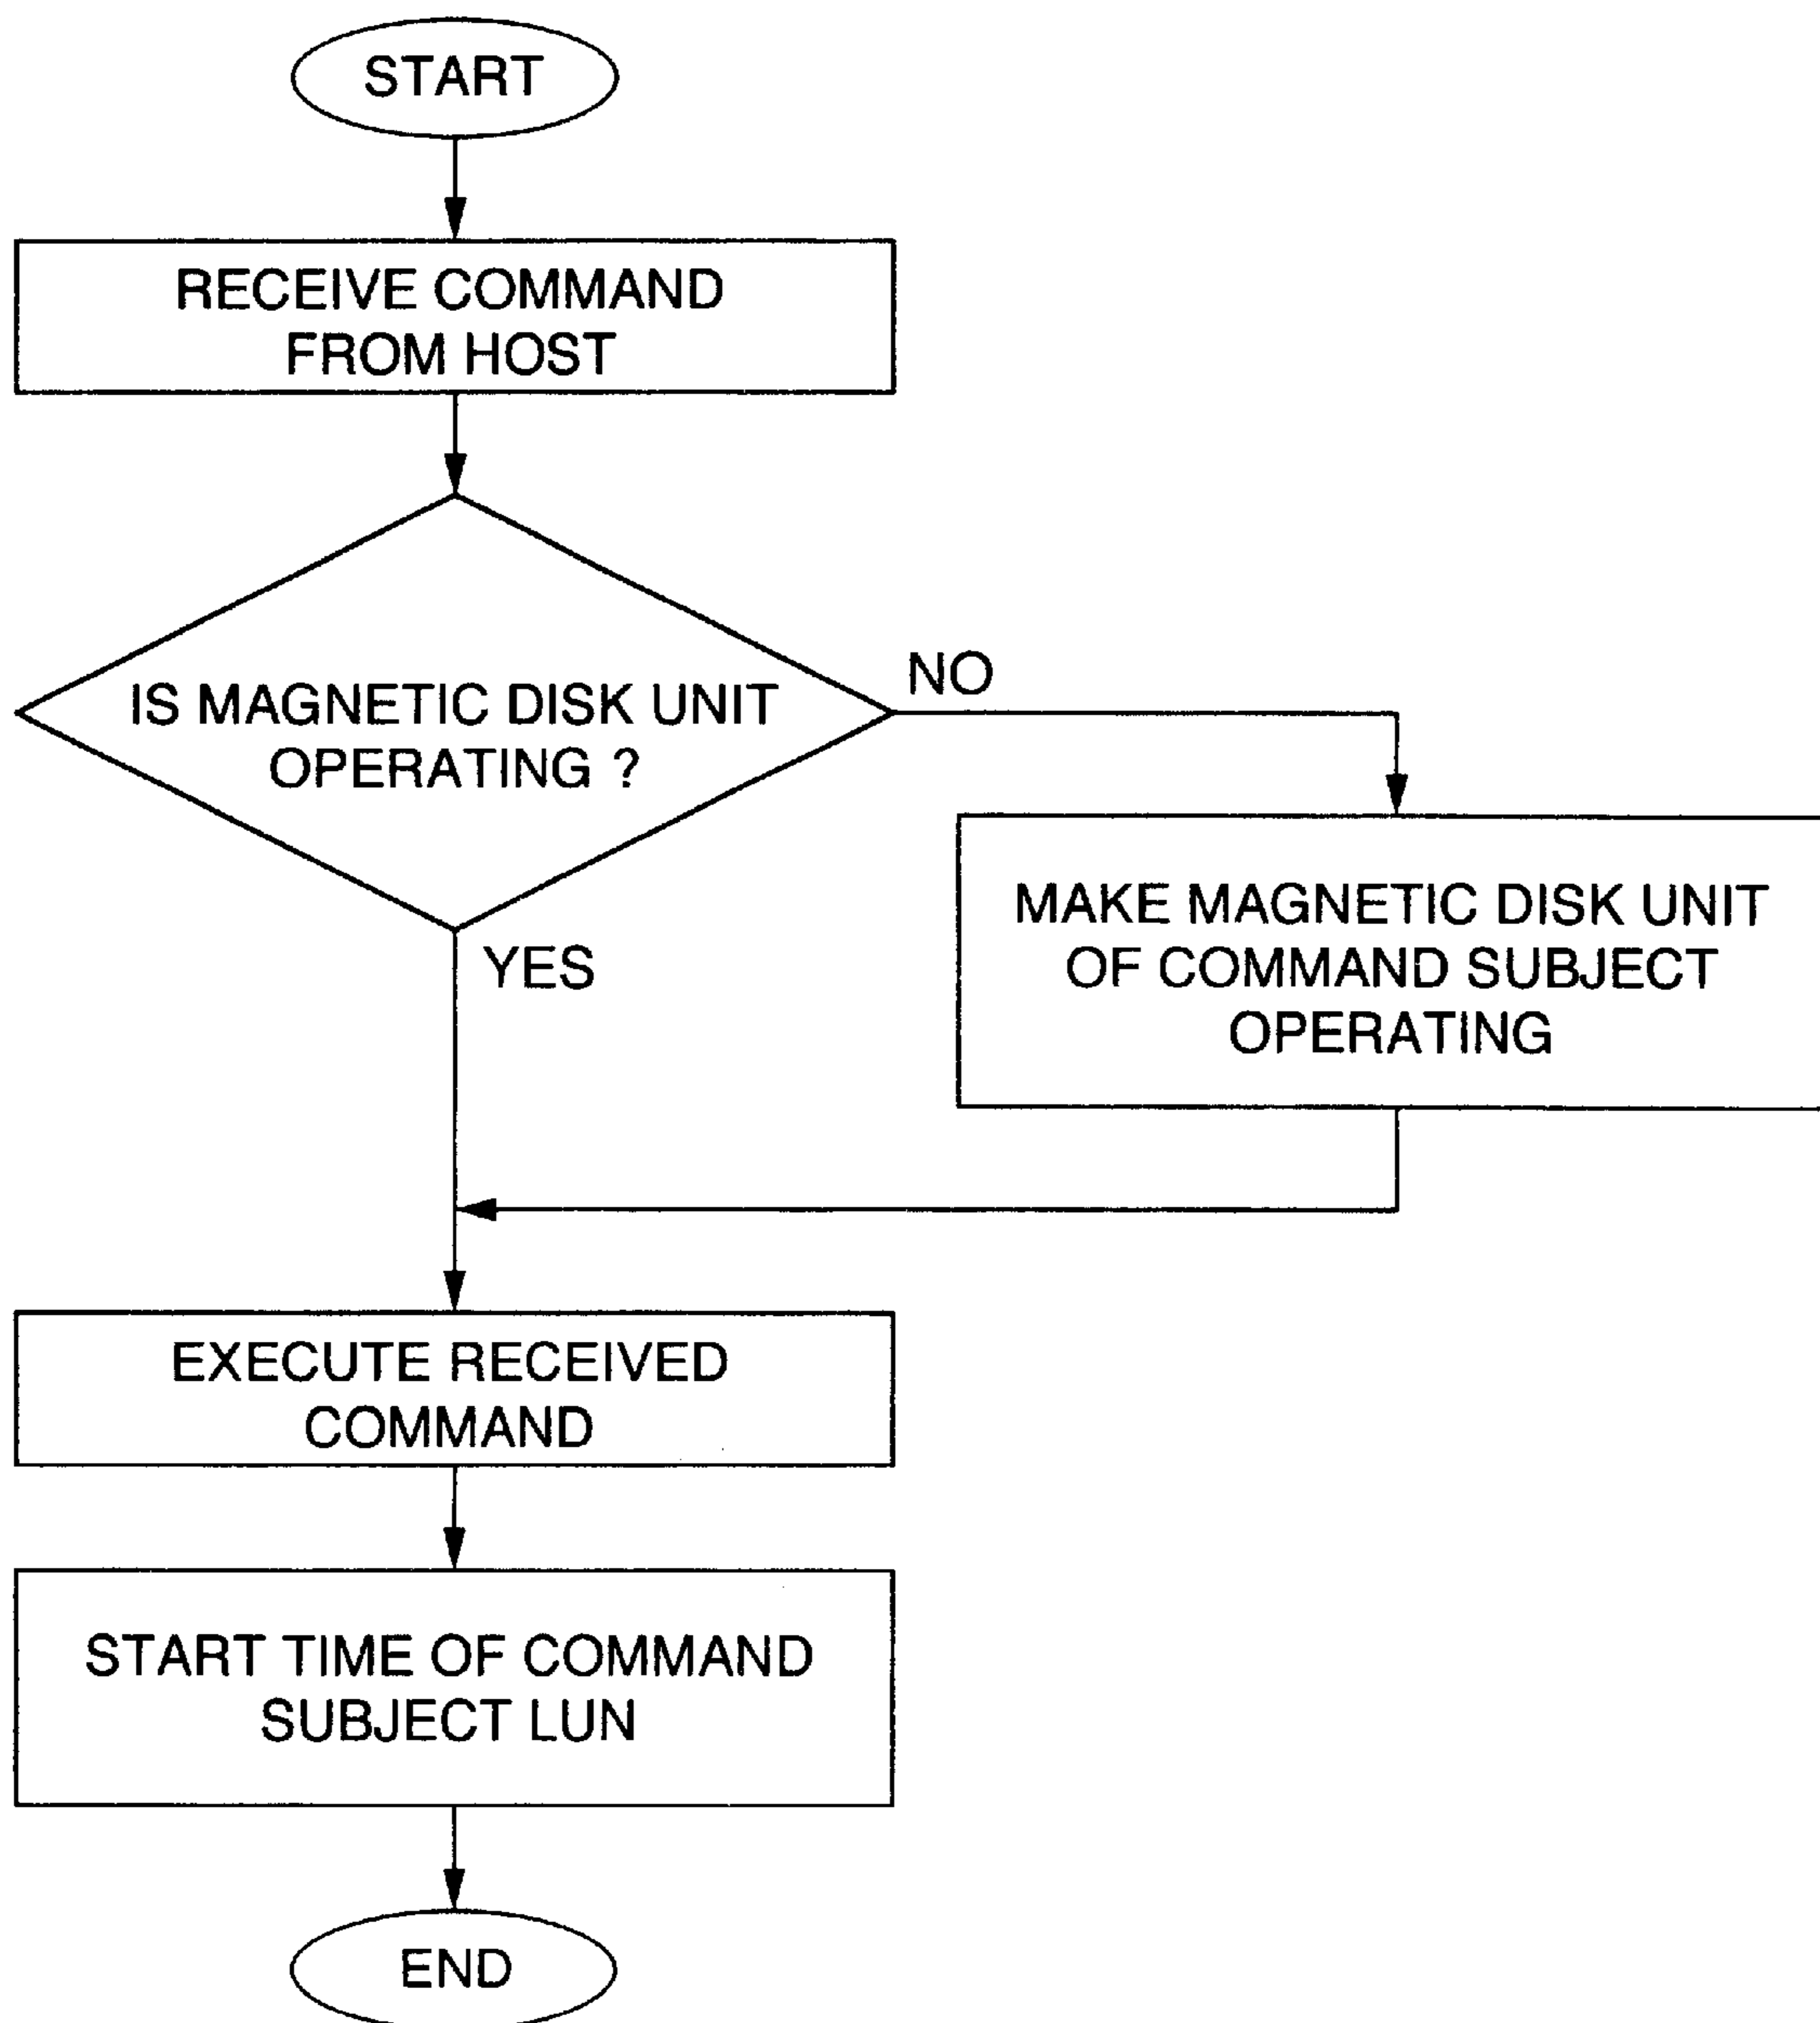 START
RECEIVE COMMAND
FROM HOST
IS MAGNETIC DISK UNIT
OPERATING ?
NO
YES
MAKE MAGNETIC DISK UNIT
OF COMMAND SUBJECT
OPERATING
EXECUTE RECEIVED
COMMAND
START TIME OF COMMAND
SUBJECT LUN
END